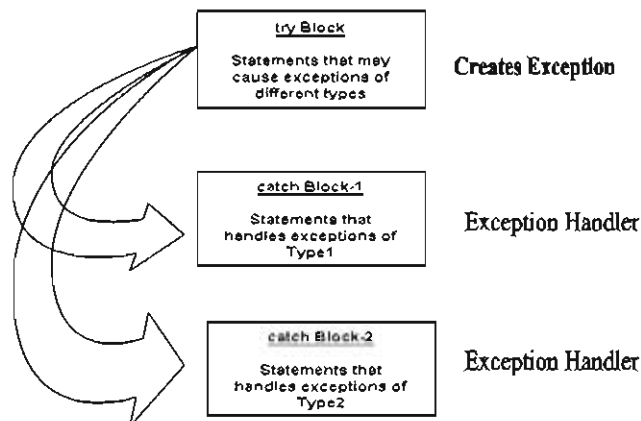 try Block
Statements that may
cause exceptions of
different types
Creates Exception
catch Block-1
Statements that
handles exceptions of
Type1
Exception Handler
catch Block-2
Statements that
handles exceptions of
Type2
Exception Handler